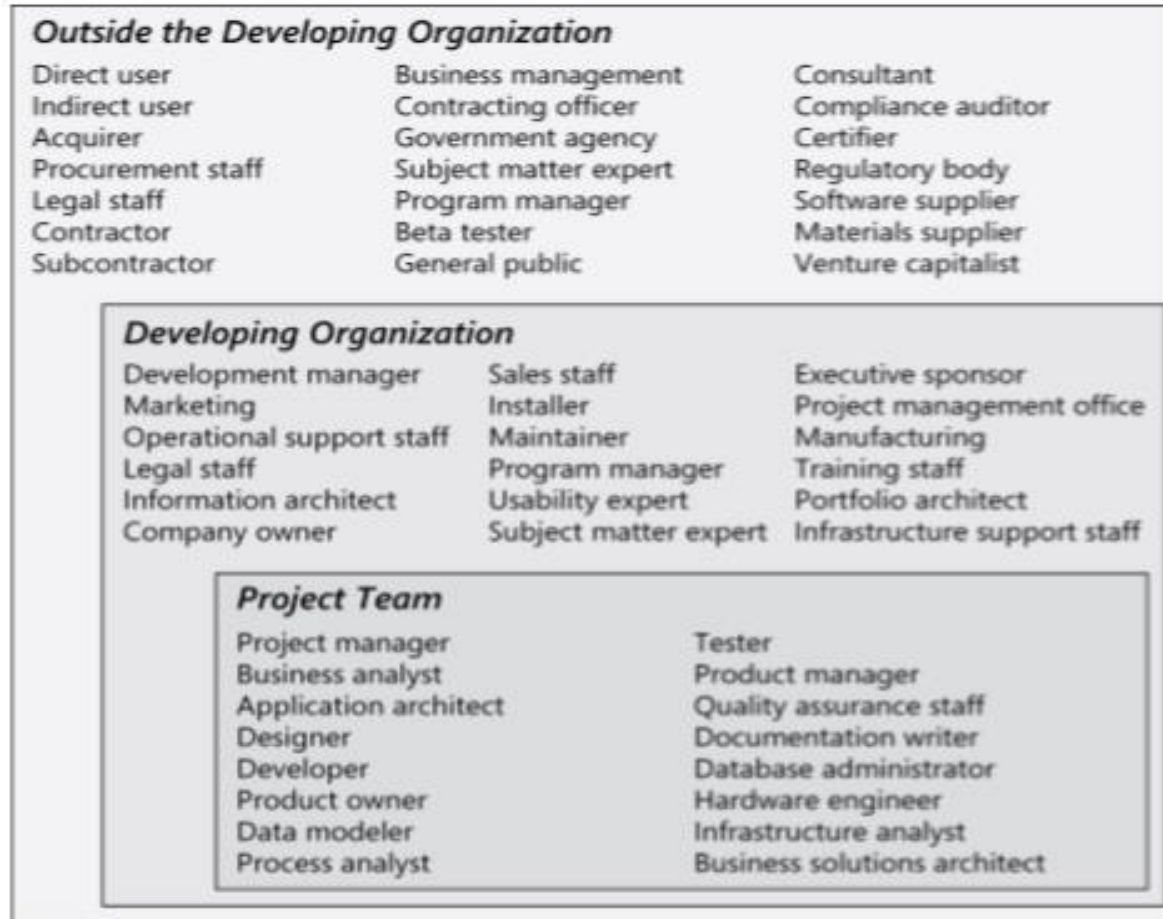 Outside the Developing Organization
Direct user Business management Consultant
Indirect user Contracting officer Compliance auditor
Acquirer Government agency Certifier
Procurement staff Subject matter expert Regulatory body
Legal staff Program manager Software supplier
Contractor Beta tester Materials supplier
Subcontractor General public Venture capitalist
Developing Organization
Development manager Sales staff Executive sponsor
Marketing Installer Project management office
Operational support staff Maintainer Manufacturing
Legal staff Program manager Training staff
Information architect Usability expert Portfolio architect
Company owner Subject matter expert Infrastructure support staff
Project Team
Project manager Tester
Business analyst Product manager
Application architect Quality assurance staff
Designer Documentation writer
Developer Database administrator
Product owner Hardware engineer
Data modeler Infrastructure analyst
Process analyst Business solutions architect